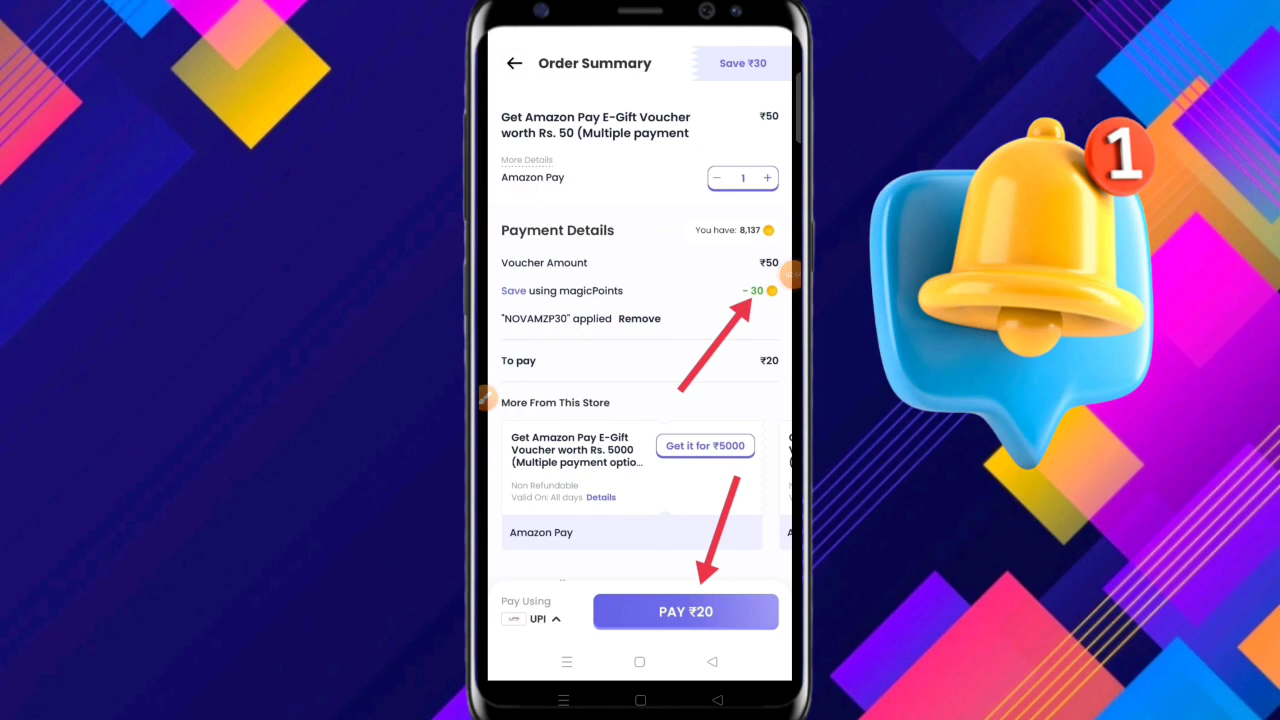 Order Summary
Save ₹30
Get Amazon Pay E-Gift Voucher ₹50
worth Rs. 50 (Multiple payment
More Details
Amazon Pay
− 1 +
Payment Details
You have: 8,137
Voucher Amount ₹50
Save using magicPoints - 30
"NOVAMZP30" applied Remove
To pay ₹20
More From This Store
Get Amazon Pay E-Gift
Voucher worth Rs. 5000
(Multiple payment optio...
Get it for ₹5000
Non Refundable
Valid On: All days Details
Amazon Pay
Pay Using
UPI
PAY ₹20
1